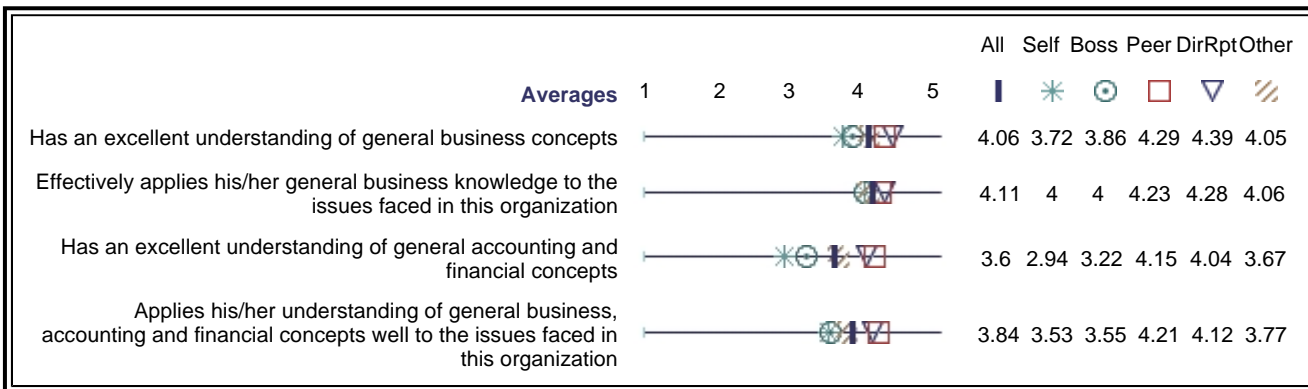 All Self Boss Peer DirRpt Other
Averages 1 2 3 4 5
Has an excellent understanding of general business concepts 4.06 3.72 3.86 4.29 4.39 4.05
Effectively applies his/her general business knowledge to the
issues faced in this organization 4.11 4 4 4.23 4.28 4.06
Has an excellent understanding of general accounting and
financial concepts 3.6 2.94 3.22 4.15 4.04 3.67
Applies his/her understanding of general business,
accounting and financial concepts well to the issues faced in 3.84 3.53 3.55 4.21 4.12 3.77
this organization